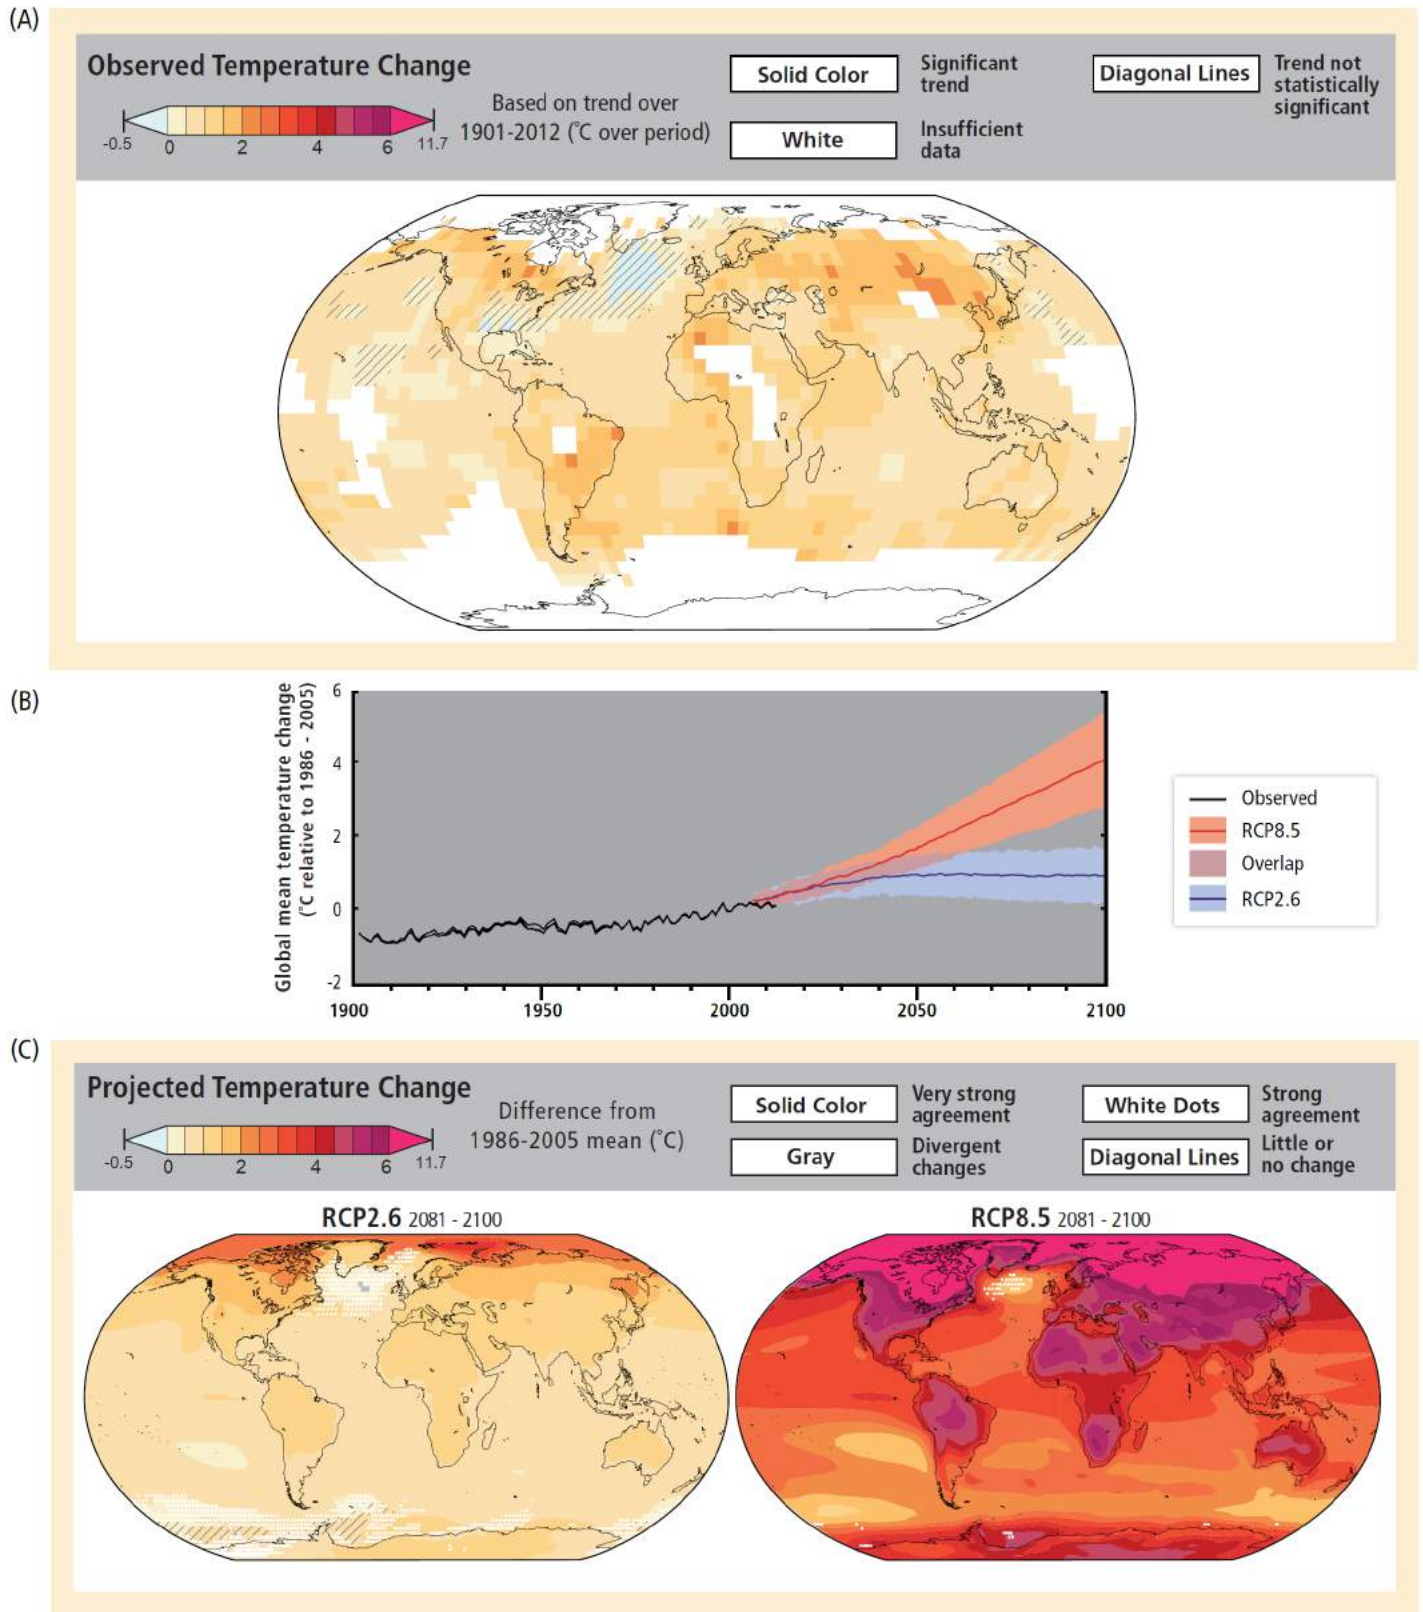 (A)
Observed Temperature Change
-0.5 0 2 4 6 11.7
Based on trend over
1901-2012 (˚C over period)
Solid Color
Significant
trend
White
Insufficient
data
Diagonal Lines
Trend not
statistically
significant
(B)
Global mean temperature change
(˚C relative to 1986 - 2005)
6
4
2
0
-2
1900 1950 2000 2050 2100
Observed
RCP8.5
Overlap
RCP2.6
(C)
Projected Temperature Change
-0.5 0 2 4 6 11.7
Difference from
1986-2005 mean (˚C)
Solid Color
Very strong
agreement
Gray
Divergent
changes
White Dots
Strong
agreement
Diagonal Lines
Little or
no change
RCP2.6 2081 - 2100
RCP8.5 2081 - 2100